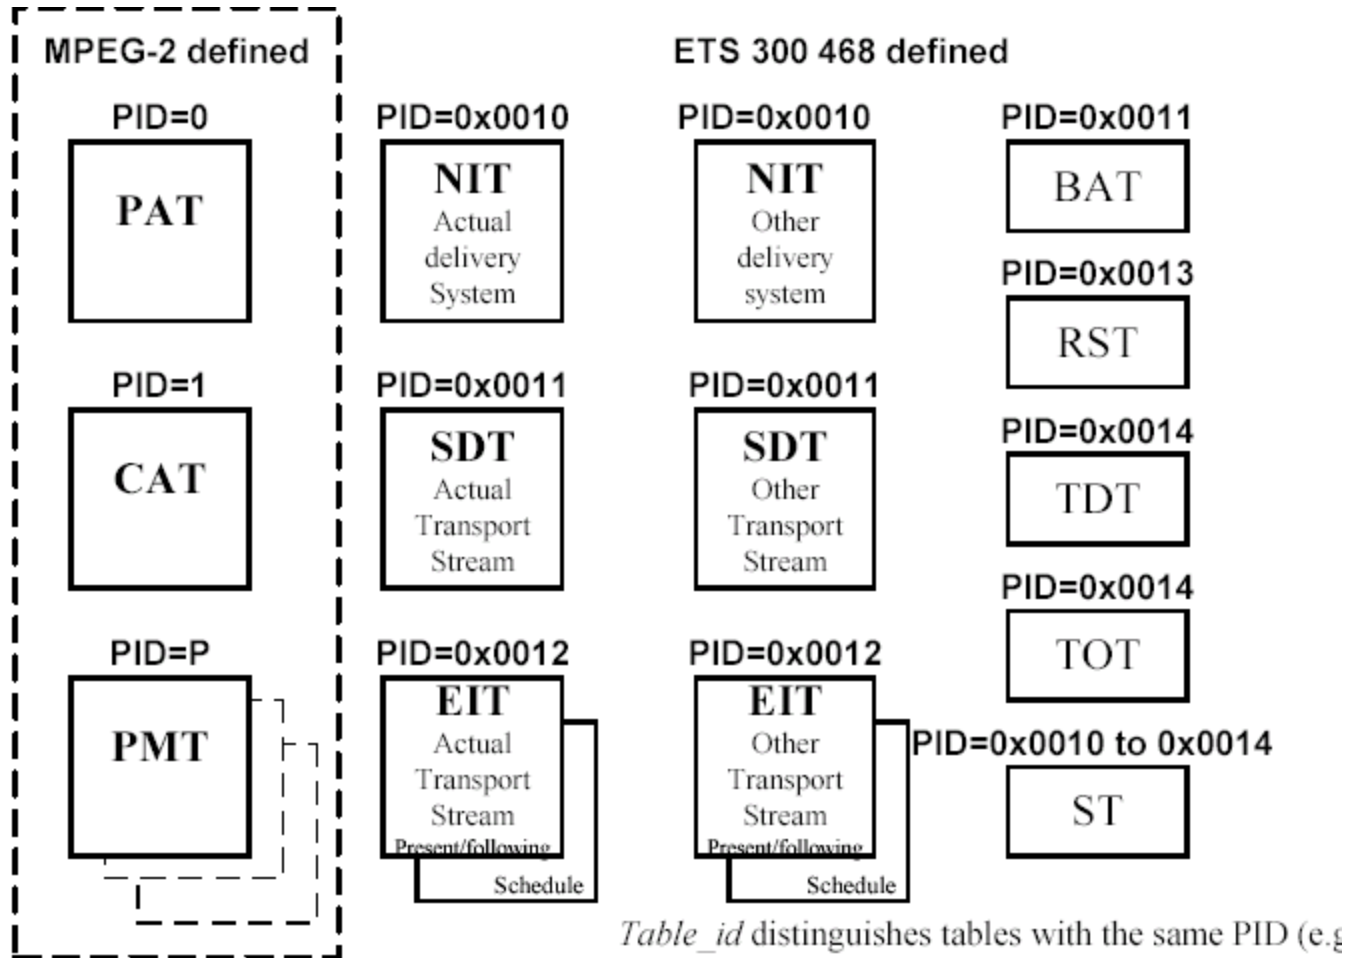 MPEG-2 defined
ETS 300 468 defined
PID=0
PAT
PID=0x0010
NIT
Actual
delivery
System
PID=0x0010
NIT
Other
delivery
system
PID=0x0011
BAT
PID=0x0013
RST
PID=1
CAT
PID=0x0011
SDT
Actual
Transport
Stream
PID=0x0011
SDT
Other
Transport
Stream
PID=0x0014
TDT
PID=0x0014
TOT
PID=P
PMT
PID=0x0012
EIT
Actual
Transport
Stream
Present/following
Schedule
PID=0x0012
EIT
Other
Transport
Stream
Present/following
Schedule
PID=0x0010 to 0x0014
ST
Table_id distinguishes tables with the same PID (e.g